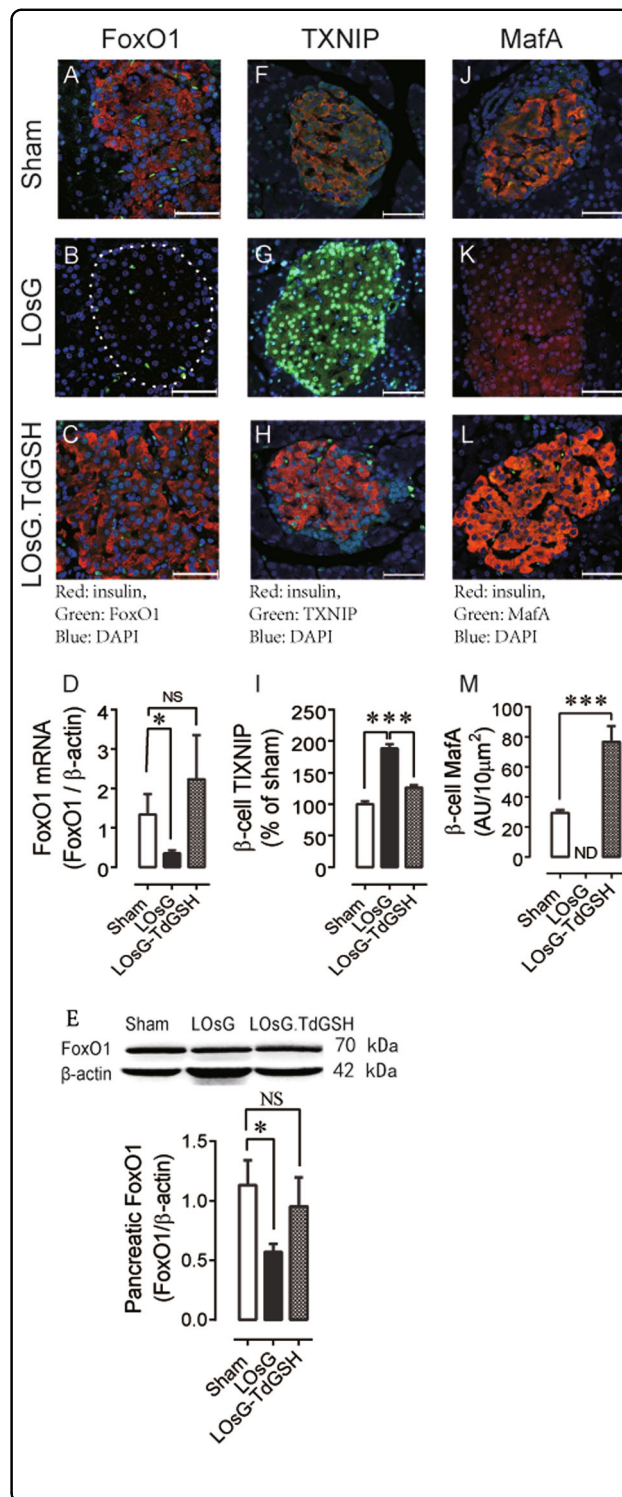 FoxO1 TXNIP MafA
Sham
A F J
LOsG
B G K
LOsG.TdGSH
C H L
Red: insulin,
Green: FoxO1
Blue: DAPI
Red: insulin,
Green: TXNIP
Blue: DAPI
Red: insulin,
Green: MafA
Blue: DAPI
D
FoxO1 mRNA
(FoxO1 / β-actin)
4
3
2
1
0
NS
*
Sham
LOsG
LOsG-TdGSH
I
β-cell TIXNIP
(% of sham)
250
200
150
100
50
0
***
Sham
LOsG
LOsG-TdGSH
M
β-cell MafA
(AU/10μm²)
100
80
60
40
20
0
***
ND
Sham
LOsG
LOsG-TdGSH
E
Sham LOsG LOsG.TdGSH
FoxO1 70 kDa
β-actin 42 kDa
Pancreatic FoxO1
(FoxO1/β-actin)
1.5
1.0
0.5
0.0
NS
*
Sham
LOsG
LOsG-TdGSH